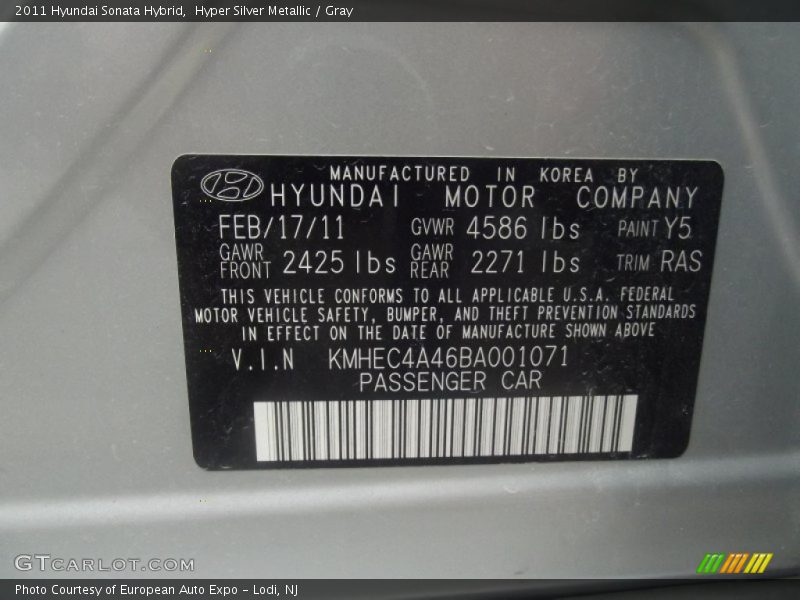 2011 Hyundai Sonata Hybrid,  Hyper Silver Metallic / Gray
MANUFACTURED IN KOREA BY
HYUNDAI MOTOR COMPANY
FEB/17/11 GVWR 4586 lbs PAINT Y5
GAWR FRONT 2425 lbs GAWR REAR 2271 lbs TRIM RAS
THIS VEHICLE CONFORMS TO ALL APPLICABLE U.S.A. FEDERAL
MOTOR VEHICLE SAFETY, BUMPER, AND THEFT PREVENTION STANDARDS
IN EFFECT ON THE DATE OF MANUFACTURE SHOWN ABOVE
V.I.N KMHEC4A46BA001071
PASSENGER CAR
GTCARLOT.COM
Photo Courtesy of European Auto Expo - Lodi, NJ